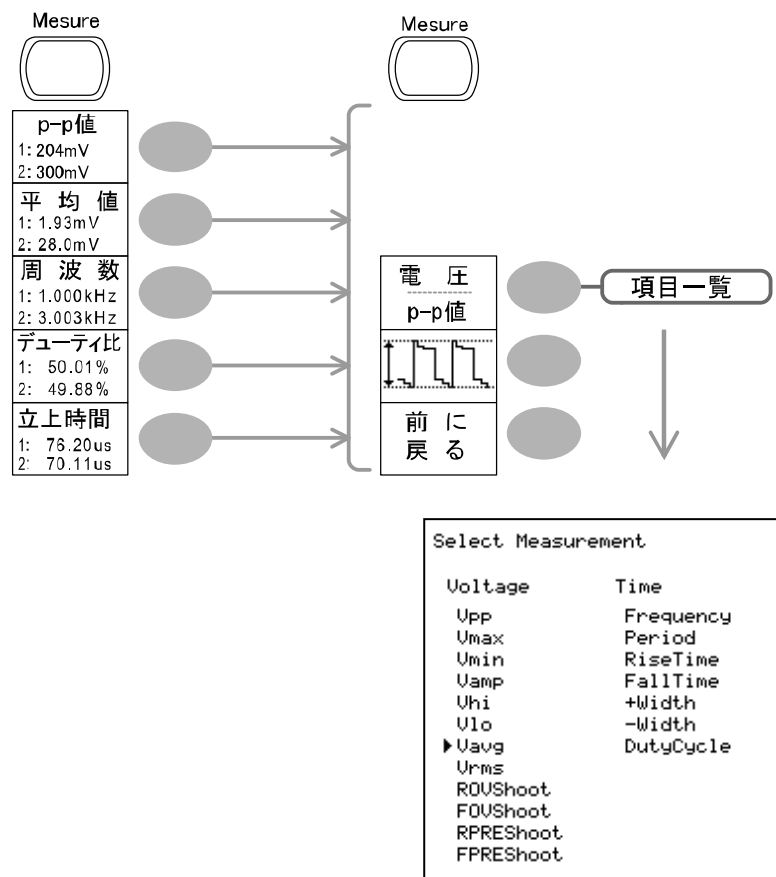 Mesure
p-p値
1: 204mV
2: 300mV
平 均 値
1: 1.93mV
2: 28.0mV
周 波 数
1: 1.000kHz
2: 3.003kHz
デューティ比
1: 50.01%
2: 49.88%
立上時間
1: 76.20us
2: 70.11us
Mesure
電 圧
p-p値
前 に
戻 る
項目一覧
Select Measurement
Voltage Time
Vpp Frequency
Vmax Period
Vmin RiseTime
Vamp FallTime
Vhi +Width
Vlo -Width
Vavg DutyCycle
Vrms
ROVShoot
FOVShoot
RPREShoot
FPREShoot